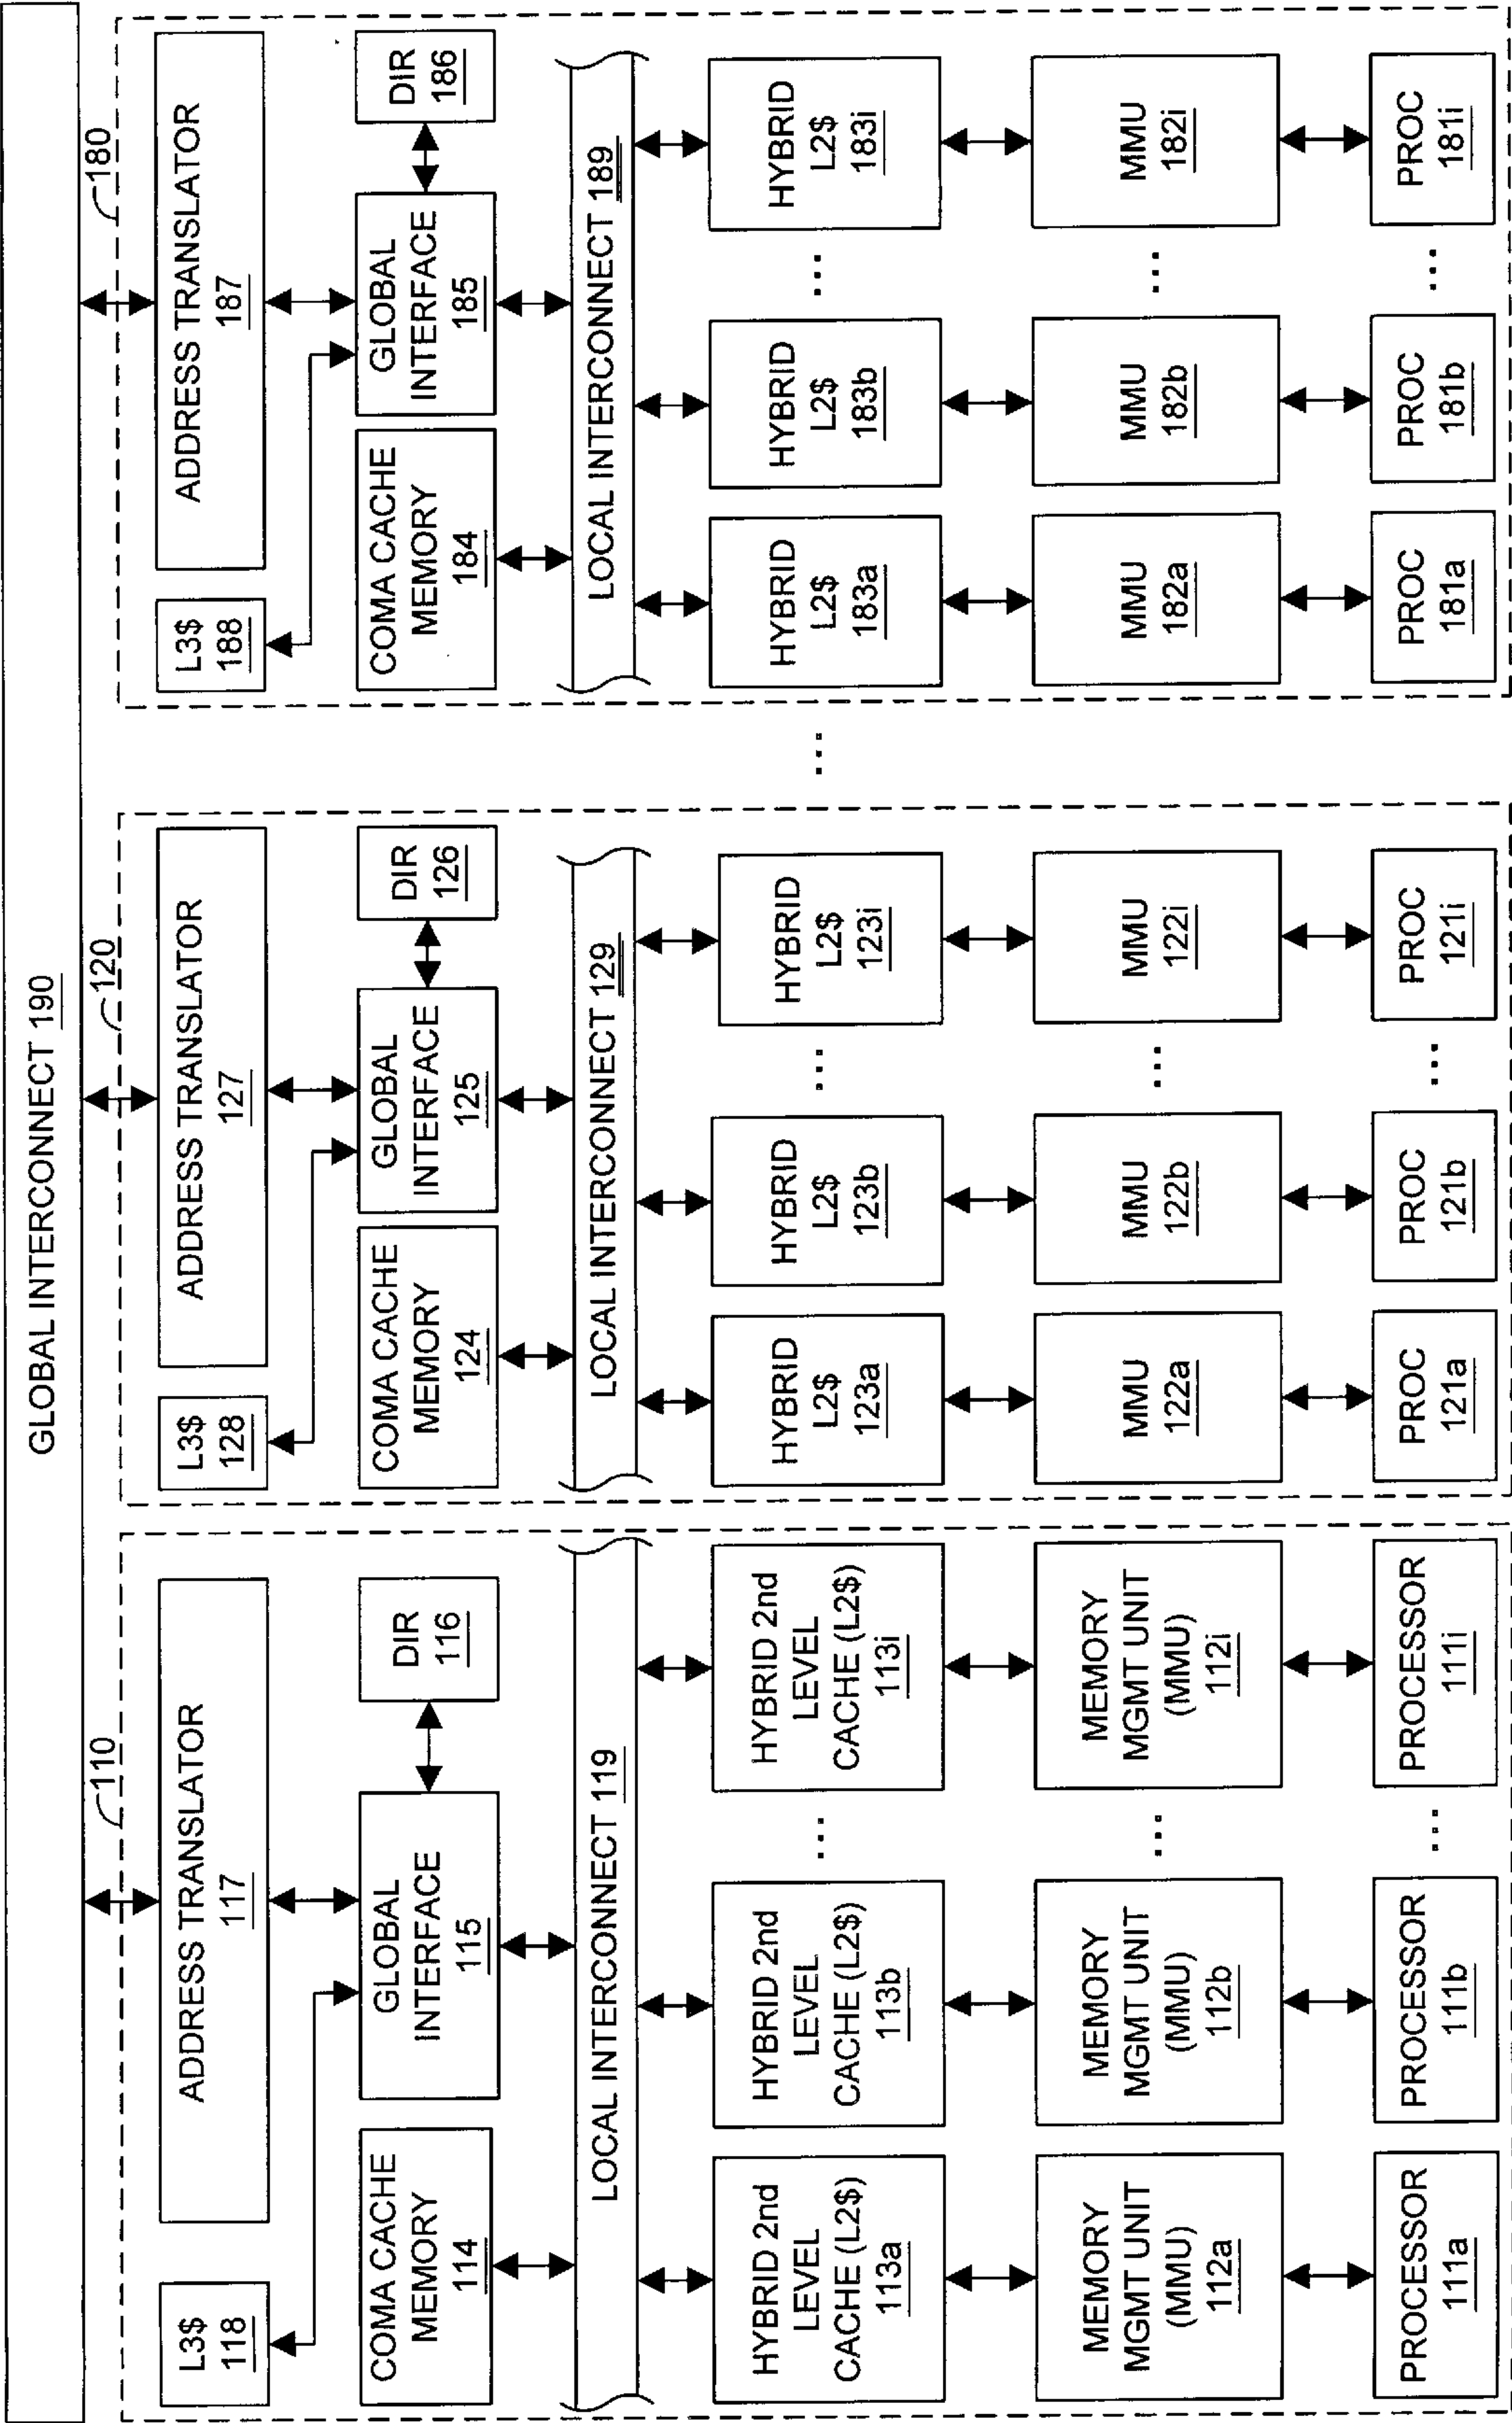 GLOBAL INTERCONNECT 190
110
120
180
L3$
118
ADDRESS TRANSLATOR
117
COMA CACHE
MEMORY
114
GLOBAL
INTERFACE
115
DIR
116
LOCAL INTERCONNECT 119
HYBRID 2nd
LEVEL
CACHE (L2$)
113a
HYBRID 2nd
LEVEL
CACHE (L2$)
113b
...
HYBRID 2nd
LEVEL
CACHE (L2$)
113i
MEMORY
MGMT UNIT
(MMU)
112a
MEMORY
MGMT UNIT
(MMU)
112b
...
MEMORY
MGMT UNIT
(MMU)
112i
PROCESSOR
111a
PROCESSOR
111b
...
PROCESSOR
111i
L3$
128
ADDRESS TRANSLATOR
127
COMA CACHE
MEMORY
124
GLOBAL
INTERFACE
125
DIR
126
LOCAL INTERCONNECT 129
HYBRID
L2$
123a
HYBRID
L2$
123b
...
HYBRID
L2$
123i
MMU
122a
MMU
122b
...
MMU
122i
PROC
121a
PROC
121b
...
PROC
121i
...
L3$
188
ADDRESS TRANSLATOR
187
COMA CACHE
MEMORY
184
GLOBAL
INTERFACE
185
DIR
186
LOCAL INTERCONNECT 189
HYBRID
L2$
183a
HYBRID
L2$
183b
...
HYBRID
L2$
183i
MMU
182a
MMU
182b
...
MMU
182i
PROC
181a
PROC
181b
...
PROC
181i